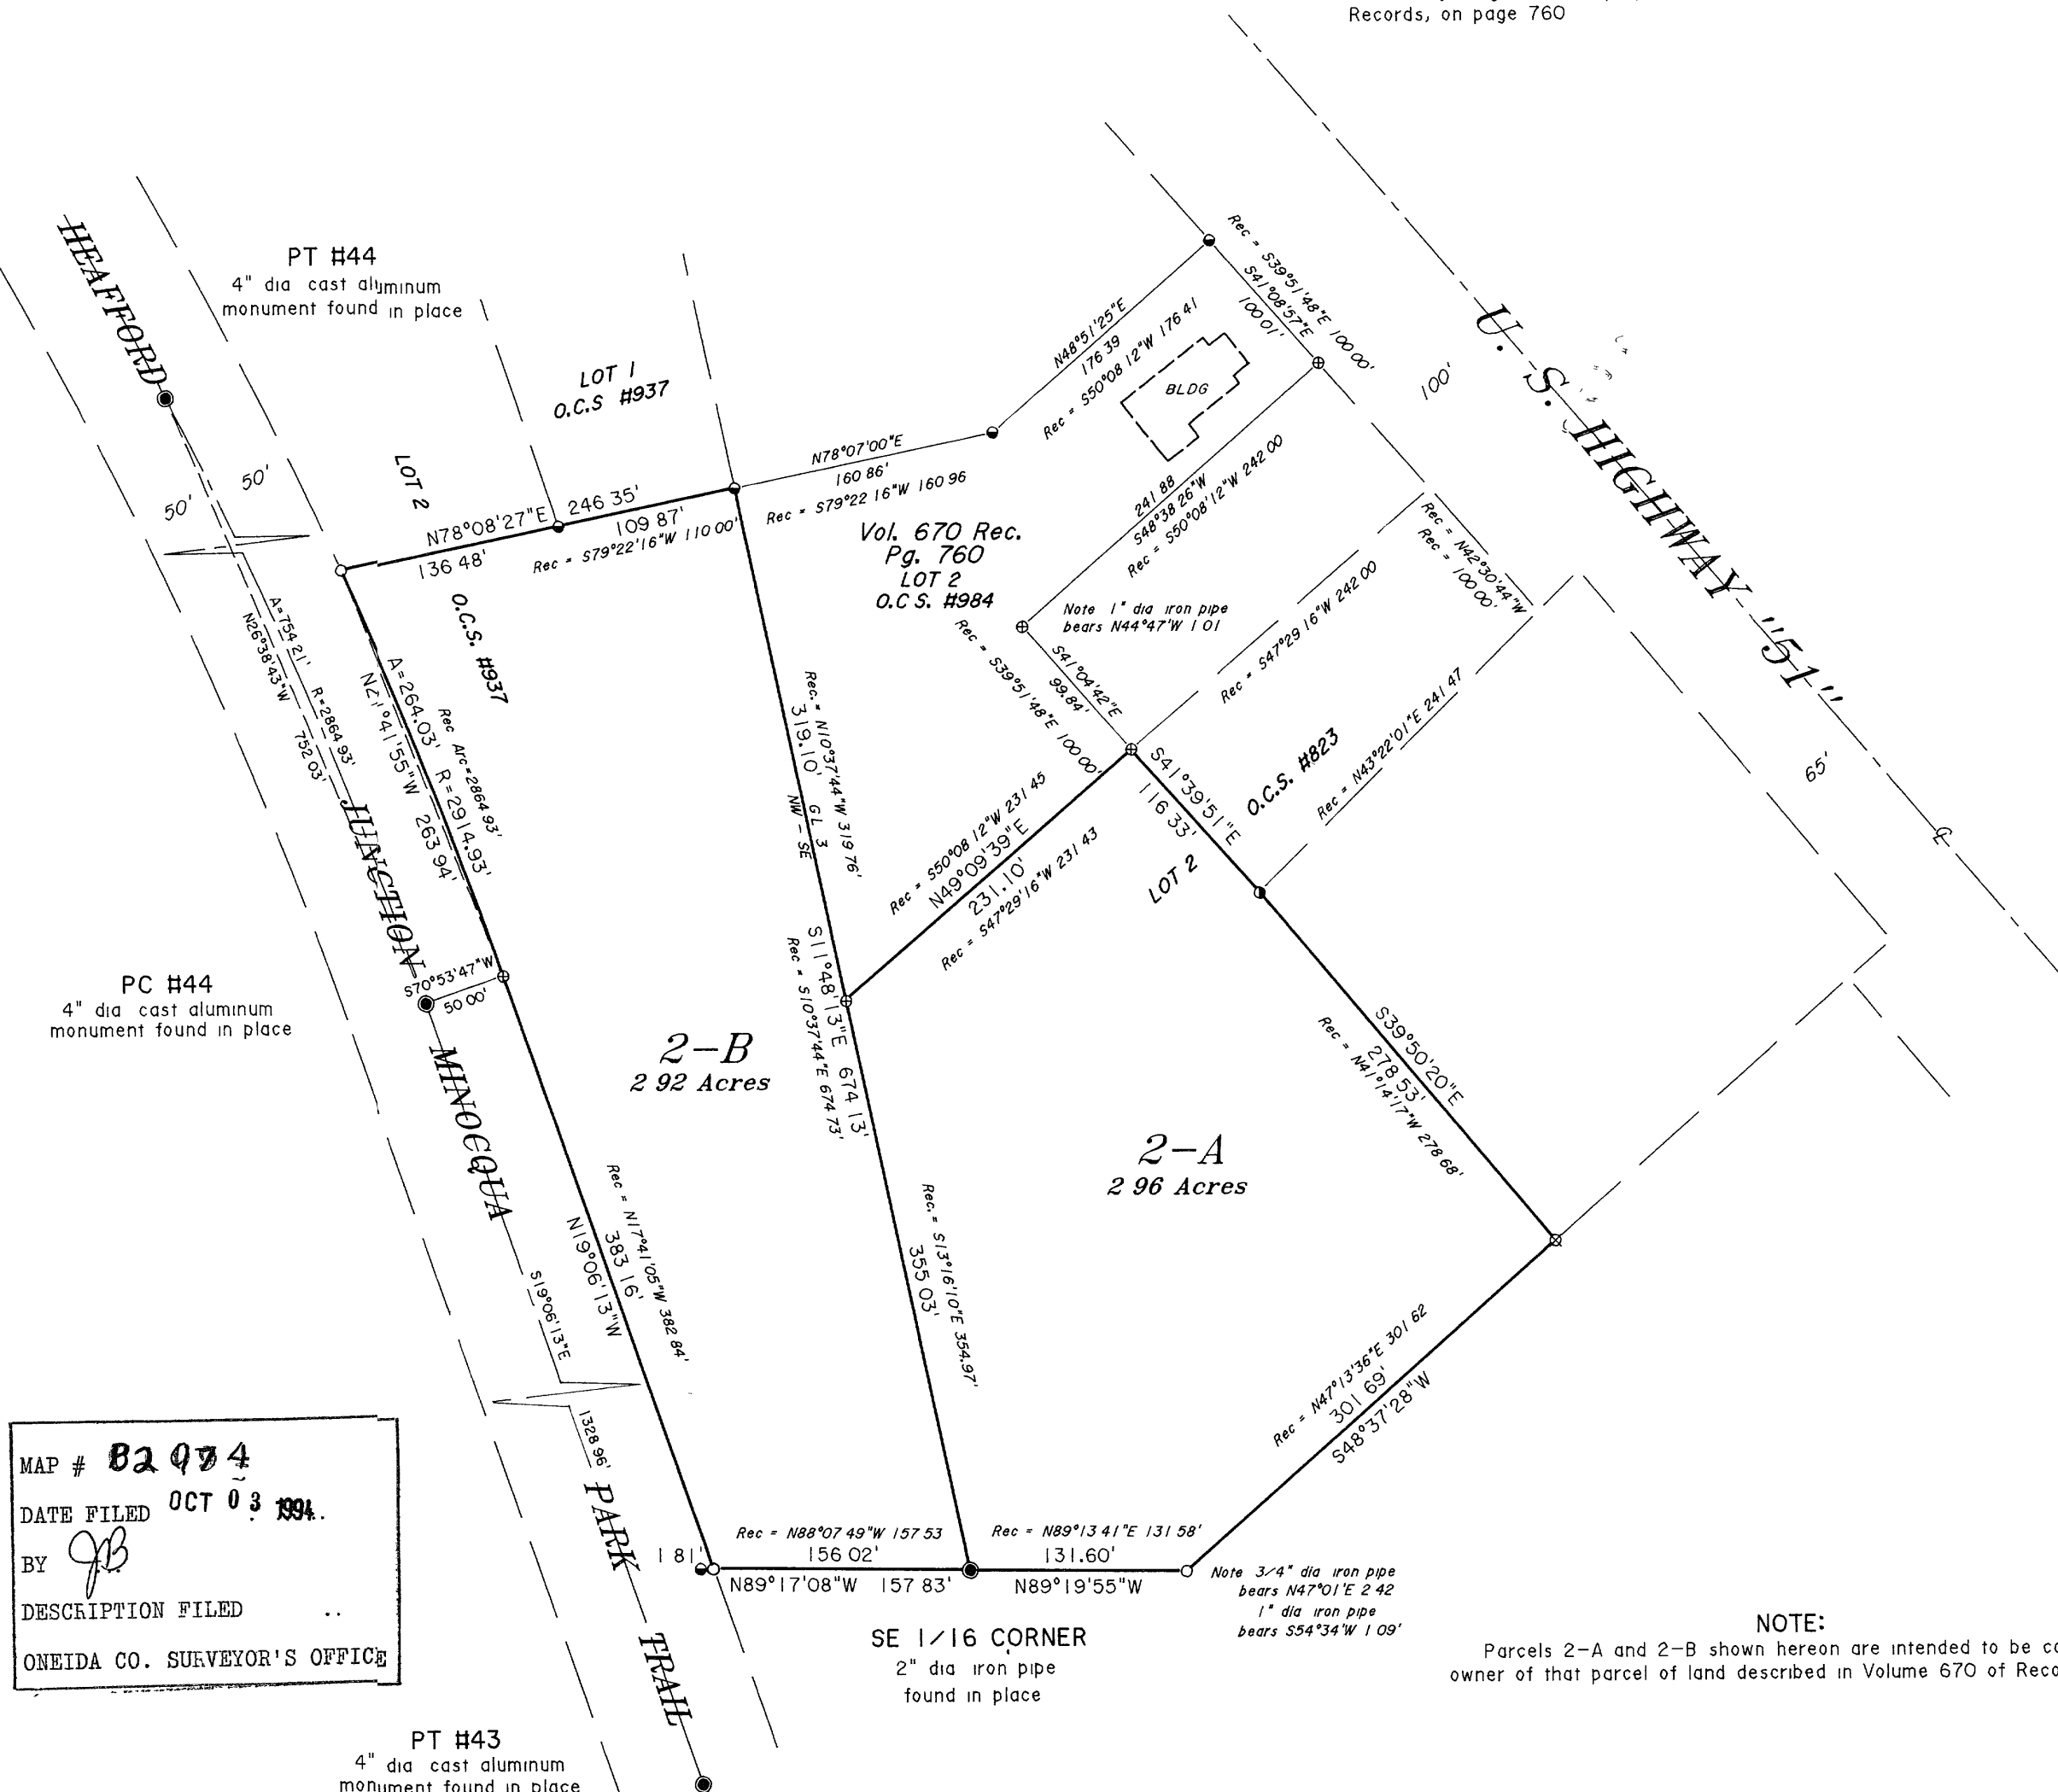 Records, on page 760
HEAFFORD
PT #44
4" dia cast aluminum
monument found in place
LOT 1
O.C.S #937
50'
50'
LOT 2
O.C.S. #937
N78°08'27"E 246 35'
136 48'
109 87'
Rec = S79°22'16"W 110 00'
N78°07'00"E
160 86'
Rec = S79°22 16"W 160 96
N48°51'25"E
176 39
Rec = S50°08 12"W 176 41
Rec = S39°51'48"E 100 00'
S41°08'57"E
100 01'
BLDG
100'
U. S. HIGHWAY "51"
65'
241 88
S48°38 26"W
Rec = S50°08'12"W 242 00
Rec = N42°30'44"W
Rec = 100 00'
Vol. 670 Rec.
Pg. 760
LOT 2
O.C S. #984
Note 1" dia iron pipe
bears N44°47'W 1 01
S41°04'42"E
99.84'
Rec = S39°51'48"E 100 00'
Rec = S47°29 16"W 242 00
Rec = N43°22'01"E 241 47
O.C.S. #823
S41°39'51"E
116 33'
LOT 2
A=754 21' R=2864 93'
N26°38'43"W 752 03'
Rec Arc=2864.93'
A=264.03' R=2914.93'
N21°41'55"W 263 94'
Rec. = N10°37'44"W 319 76'
319.10' GL 3
NW - SE
Rec = S50°08 12"W 231 45
N49°09'39"E
231.10'
Rec = S47°29'16"W 231 43
JUNCTION
PC #44
4" dia cast aluminum
monument found in place
S70°53'47"W
50 00'
S11°48'13"E 674 13'
Rec = S10°37'44"E 674 73'
2-B
2 92 Acres
2-A
2 96 Acres
S39°50'20"E
278 53'
Rec = N41°14'17"W 278 68'
MINOCQUA
Rec = N17°41'05"W 382 84'
383 16'
N19°06'13"W
S19°06'13"E
1328 96'
Rec. = S13°16'10"E 354.97'
355 03'
Rec = N47°13'36"E 301 62
301 69'
S48°37'28"W
MAP #
DATE FILED OCT 03 1994.
BY JB
DESCRIPTION FILED ..
ONEIDA CO. SURVEYOR'S OFFICE
PARK
TRAIL
Rec = N88°07 49"W 157 53
1 81' 156 02'
N89°17'08"W 157 83'
Rec = N89°13 41"E 131 58'
131.60'
N89°19'55"W
Note 3/4" dia iron pipe
bears N47°01'E 2 42
1" dia iron pipe
bears S54°34'W 1 09'
SE 1/16 CORNER
2" dia iron pipe
found in place
NOTE:
Parcels 2-A and 2-B shown hereon are intended to be
owner of that parcel of land described in Volume 670 of
PT #43
4" dia cast aluminum
monument found in place